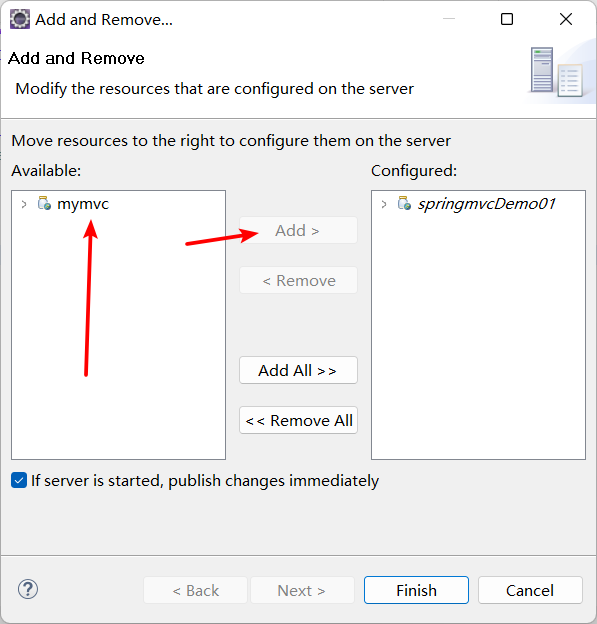 Add and Remove...
Add and Remove
Modify the resources that are configured on the server
Move resources to the right to configure them on the server
Available:
Configured:
mymvc
springmvcDemo01
Add >
< Remove
Add All >>
<< Remove All
If server is started, publish changes immediately
?
< Back
Next >
Finish
Cancel